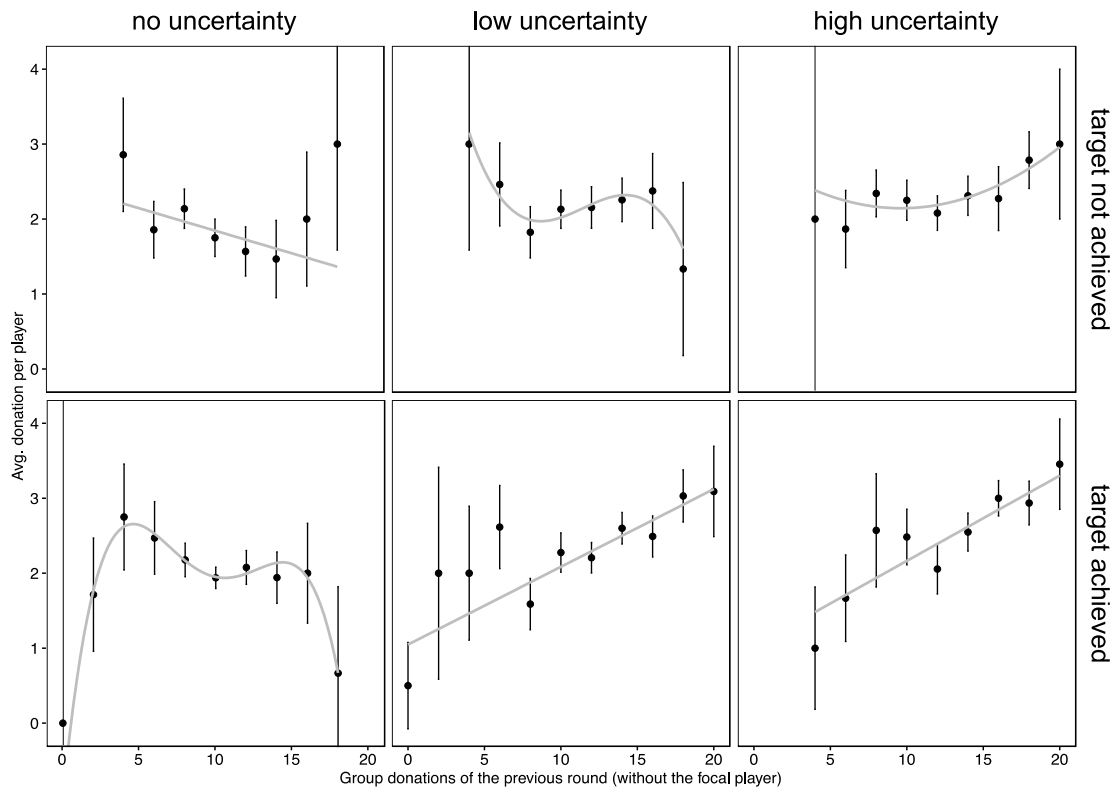 no uncertainty low uncertainty high uncertainty
4
3
2
1
0
target not achieved
4
3
2
1
0
target achieved
Avg. donation per player
0 5 10 15 20 0 5 10 15 20 0 5 10 15 20
Group donations of the previous round (without the focal player)